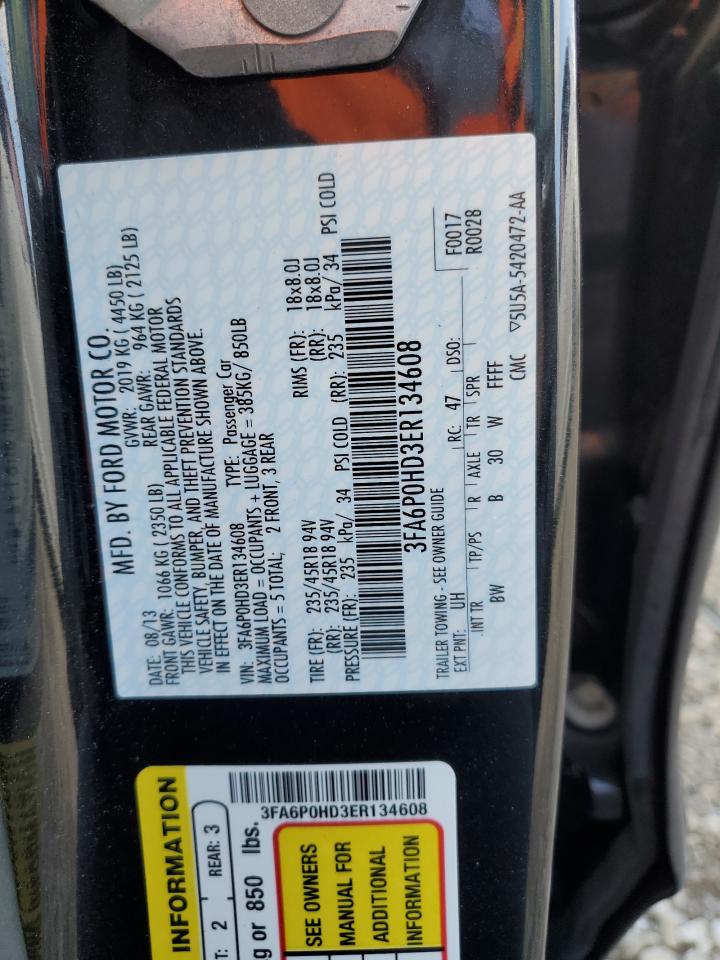 MFD. BY FORD MOTOR CO.
DATE: 08/13 GVWR: 2019 KG ( 4450 LB)
FRONT GAWR: 1066 KG ( 2350 LB) REAR GAWR: 964 KG ( 2125 LB)
THIS VEHICLE CONFORMS TO ALL APPLICABLE FEDERAL MOTOR
VEHICLE SAFETY, BUMPER, AND THEFT PREVENTION STANDARDS
IN EFFECT ON THE DATE OF MANUFACTURE SHOWN ABOVE.
VIN: 3FA6P0HD3ER134608 TYPE: Passenger Car
MAXIMUM LOAD = OCCUPANTS + LUGGAGE = 385KG/ 850LB
OCCUPANTS = 5 TOTAL: 2 FRONT, 3 REAR
TIRE (FR): 235/45R18 94V RIMS (FR): 18x8.0J
(RR): 235/45R18 94V (RR): 18x8.0J
PRESSURE (FR): 235 kPa/ 34 PSI COLD (RR): 235 kPa/ 34 PSI COLD
3FA6P0HD3ER134608
TRAILER TOWING - SEE OWNER GUIDE
EXT PNT: UH RC: 47 DSO: F0017
R0028
INT TR TP/PS R AXLE TR SPR
BW B 30 W FFFF
CMC ▽5U5A-5420472-AA
INFORMATION
T: 2 REAR: 3
g or 850 lbs.
3FA6P0HD3ER134608
SEE OWNERS
MANUAL FOR
ADDITIONAL
INFORMATION